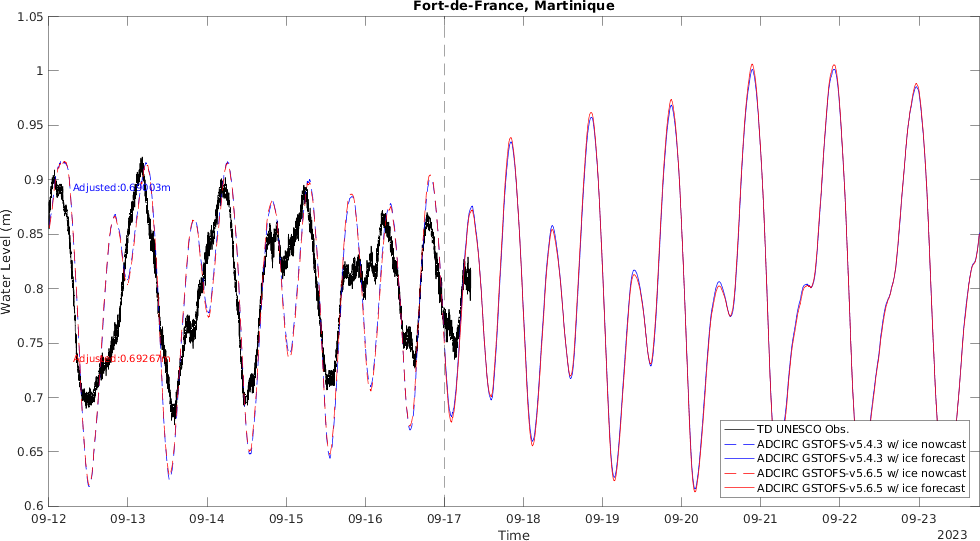 Fort-de-France, Martinique
1.05
1
0.95
0.9
0.85
0.8
0.75
0.7
0.65
0.6
Water Level (m)
Adjusted:0.69003m
Adjusted:0.69267m
TD UNESCO Obs.
ADCIRC GSTOFS-v5.4.3 w/ ice nowcast
ADCIRC GSTOFS-v5.4.3 w/ ice forecast
ADCIRC GSTOFS-v5.6.5 w/ ice nowcast
ADCIRC GSTOFS-v5.6.5 w/ ice forecast
09-12 09-13 09-14 09-15 09-16 09-17 09-18 09-19 09-20 09-21 09-22 09-23
Time
2023